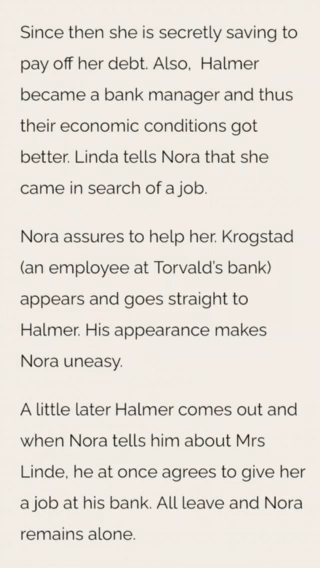 Since then she is secretly saving to
pay off her debt. Also,  Halmer
became a bank manager and thus
their economic conditions got
better. Linda tells Nora that she
came in search of a job.
Nora assures to help her. Krogstad
(an employee at Torvald's bank)
appears and goes straight to
Halmer. His appearance makes
Nora uneasy.
A little later Halmer comes out and
when Nora tells him about Mrs
Linde, he at once agrees to give her
a job at his bank. All leave and Nora
remains alone.